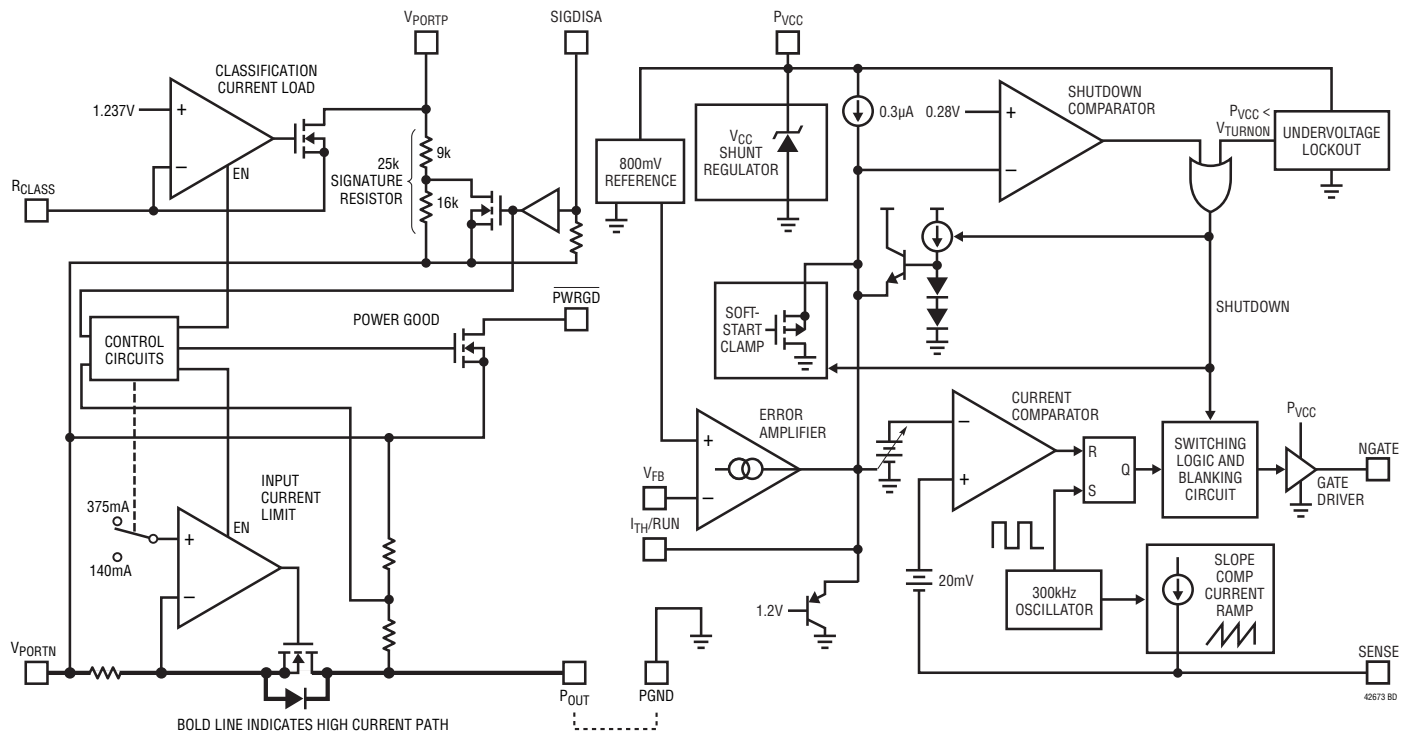 VPORTP
SIGDISA
PVCC
CLASSIFICATION
CURRENT LOAD
1.237V
+
–
EN
RCLASS
25k
SIGNATURE
RESISTOR
9k
16k
CONTROL
CIRCUITS
POWER GOOD
PWRGD
375mA
140mA
INPUT
CURRENT
LIMIT
EN
+
–
VPORTN
POUT
BOLD LINE INDICATES HIGH CURRENT PATH
PGND
800mV
REFERENCE
VCC
SHUNT
REGULATOR
0.3µA
0.28V
+
–
SHUTDOWN
COMPARATOR
PVCC <
VTURNON
UNDERVOLTAGE
LOCKOUT
SHUTDOWN
SOFT-
START
CLAMP
ERROR
AMPLIFIER
+
–
VFB
ITH/RUN
1.2V
CURRENT
COMPARATOR
–
+
20mV
R
S
Q
SWITCHING
LOGIC AND
BLANKING
CIRCUIT
PVCC
NGATE
GATE
DRIVER
300kHz
OSCILLATOR
SLOPE
COMP
CURRENT
RAMP
SENSE
42673 BD